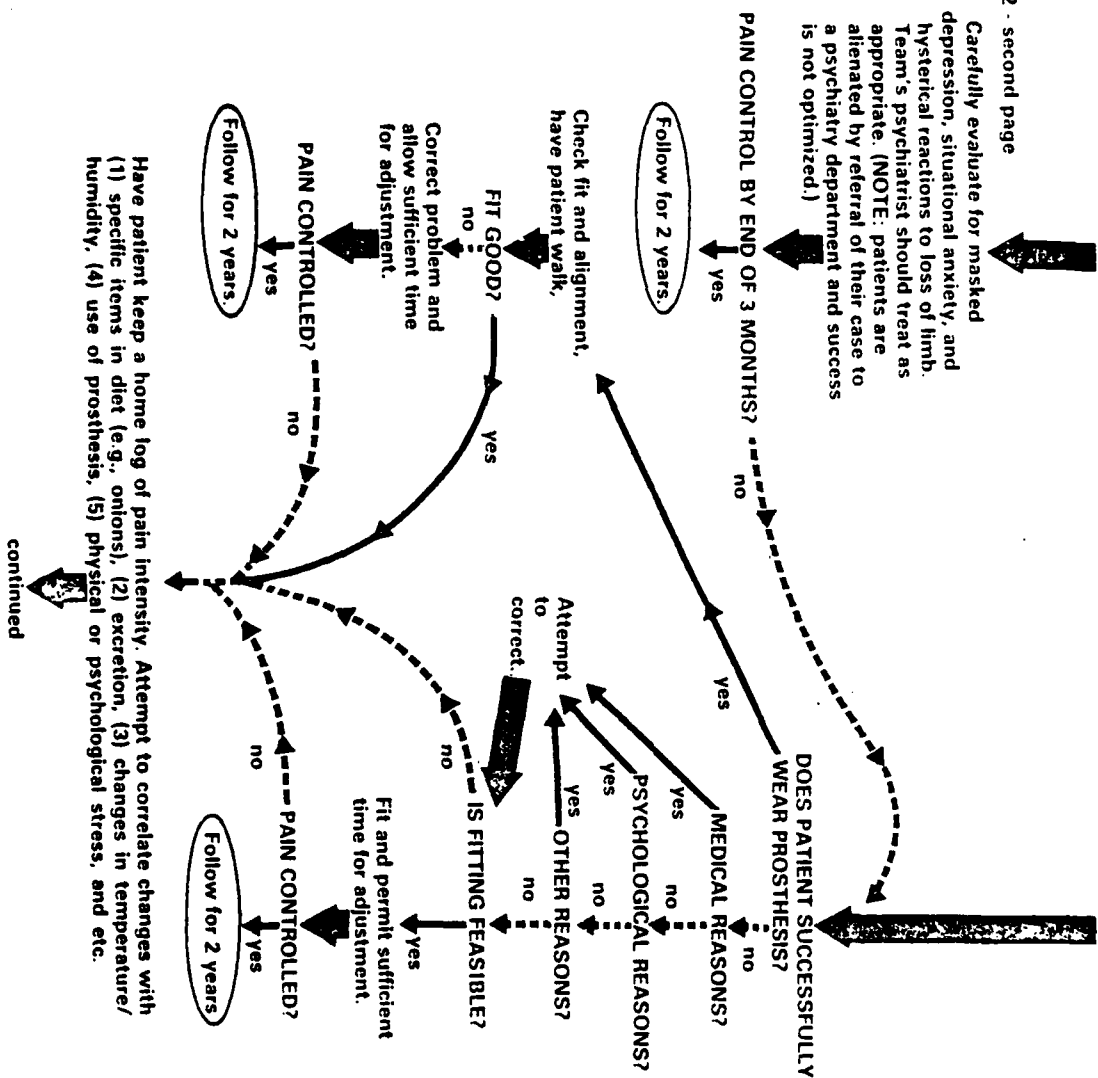 2 - second page
Carefully evaluate for masked
depression, situational anxiety, and
hysterical reactions to loss of limb.
Team's psychiatrist should treat as
appropriate. (NOTE: patients are
alienated by referral of their case to
a psychiatry department and success
is not optimized.)
PAIN CONTROL BY END OF 3 MONTHS?
no
yes
Follow for 2 years.
DOES PATIENT SUCCESSFULLY
WEAR PROSTHESIS?
yes
no
MEDICAL REASONS?
yes
no
PSYCHOLOGICAL REASONS?
yes
no
OTHER REASONS?
yes
no
Attempt
to
correct.
IS FITTING FEASIBLE?
no
yes
Fit and permit sufficient
time for adjustment.
PAIN CONTROLLED?
no
yes
Follow for 2 years
Check fit and alignment,
have patient walk,
FIT GOOD?
yes
no
Correct problem and
allow sufficient time
for adjustment.
PAIN CONTROLLED?
no
yes
Follow for 2 years.
Have patient keep a home log of pain intensity. Attempt to correlate changes with
(1) specific items in diet (e.g., onions), (2) excretion, (3) changes in temperature/
humidity, (4) use of prosthesis, (5) physical or psychological stress, and etc.
continued